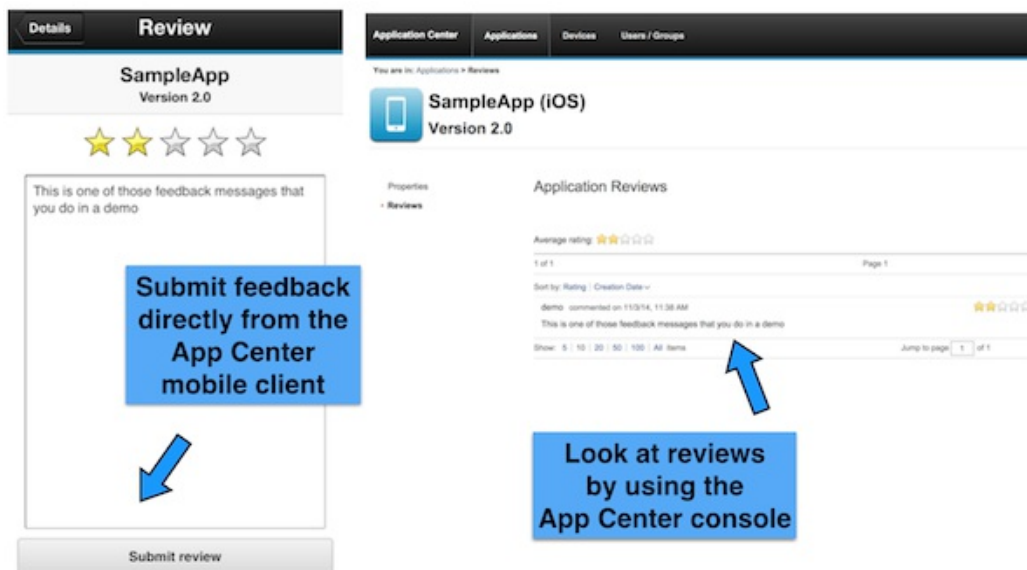 Details
Review
SampleApp
Version 2.0
This is one of those feedback messages that
you do in a demo
Submit feedback
directly from the
App Center
mobile client
Submit review
Application Center Applications Devices Users / Groups
You are in: Applications > Reviews
SampleApp (iOS)
Version 2.0
Properties
Reviews
Application Reviews
Average rating:
1 of 1 Page 1
Sort by: Rating | Creation Date
demo commented on 11/3/14, 11:38 AM
This is one of those feedback messages that you do in a demo
Show: 5 | 10 | 20 | 50 | 100 | All items Jump to page 1 of 1
Look at reviews
by using the
App Center console